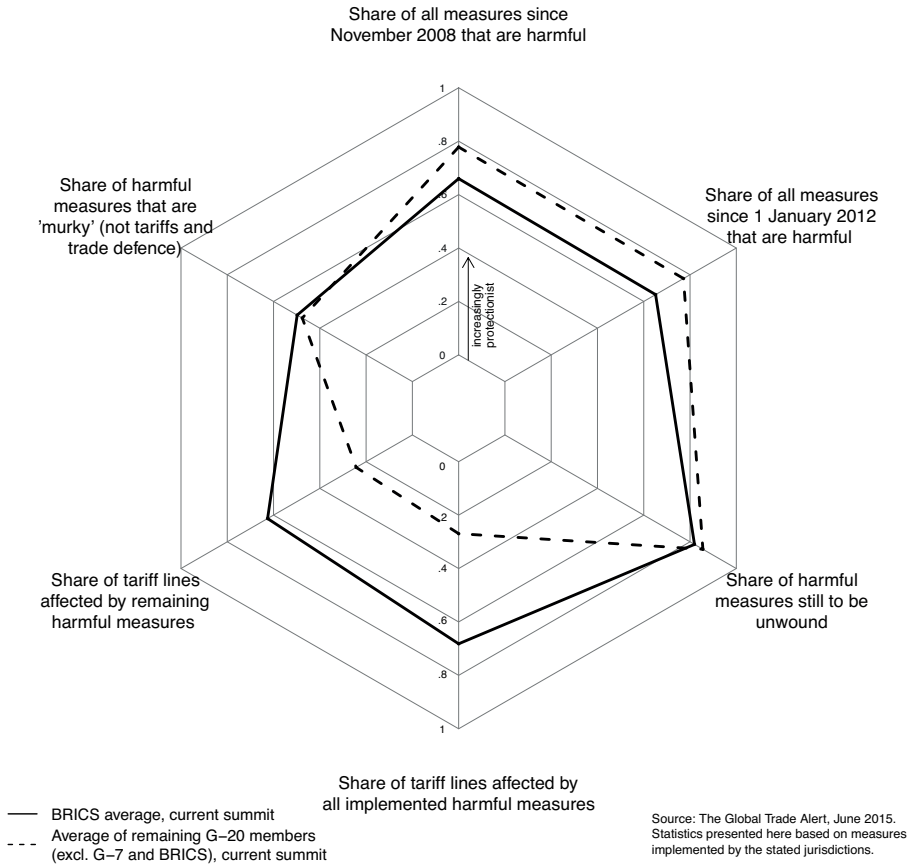 Share of all measures since
November 2008 that are harmful
1
.8
.6
.4
.2
0
increasingly
protectionist
Share of harmful
measures that are
'murky' (not tariffs and
trade defence)
Share of all measures
since 1 January 2012
that are harmful
0
.2
.4
.6
.8
1
Share of tariff lines
affected by remaining
harmful measures
Share of harmful
measures still to be
unwound
Share of tariff lines affected by
all implemented harmful measures
BRICS average, current summit
Average of remaining G−20 members
(excl. G−7 and BRICS), current summit
Source: The Global Trade Alert, June 2015.
Statistics presented here based on measures
implemented by the stated jurisdictions.